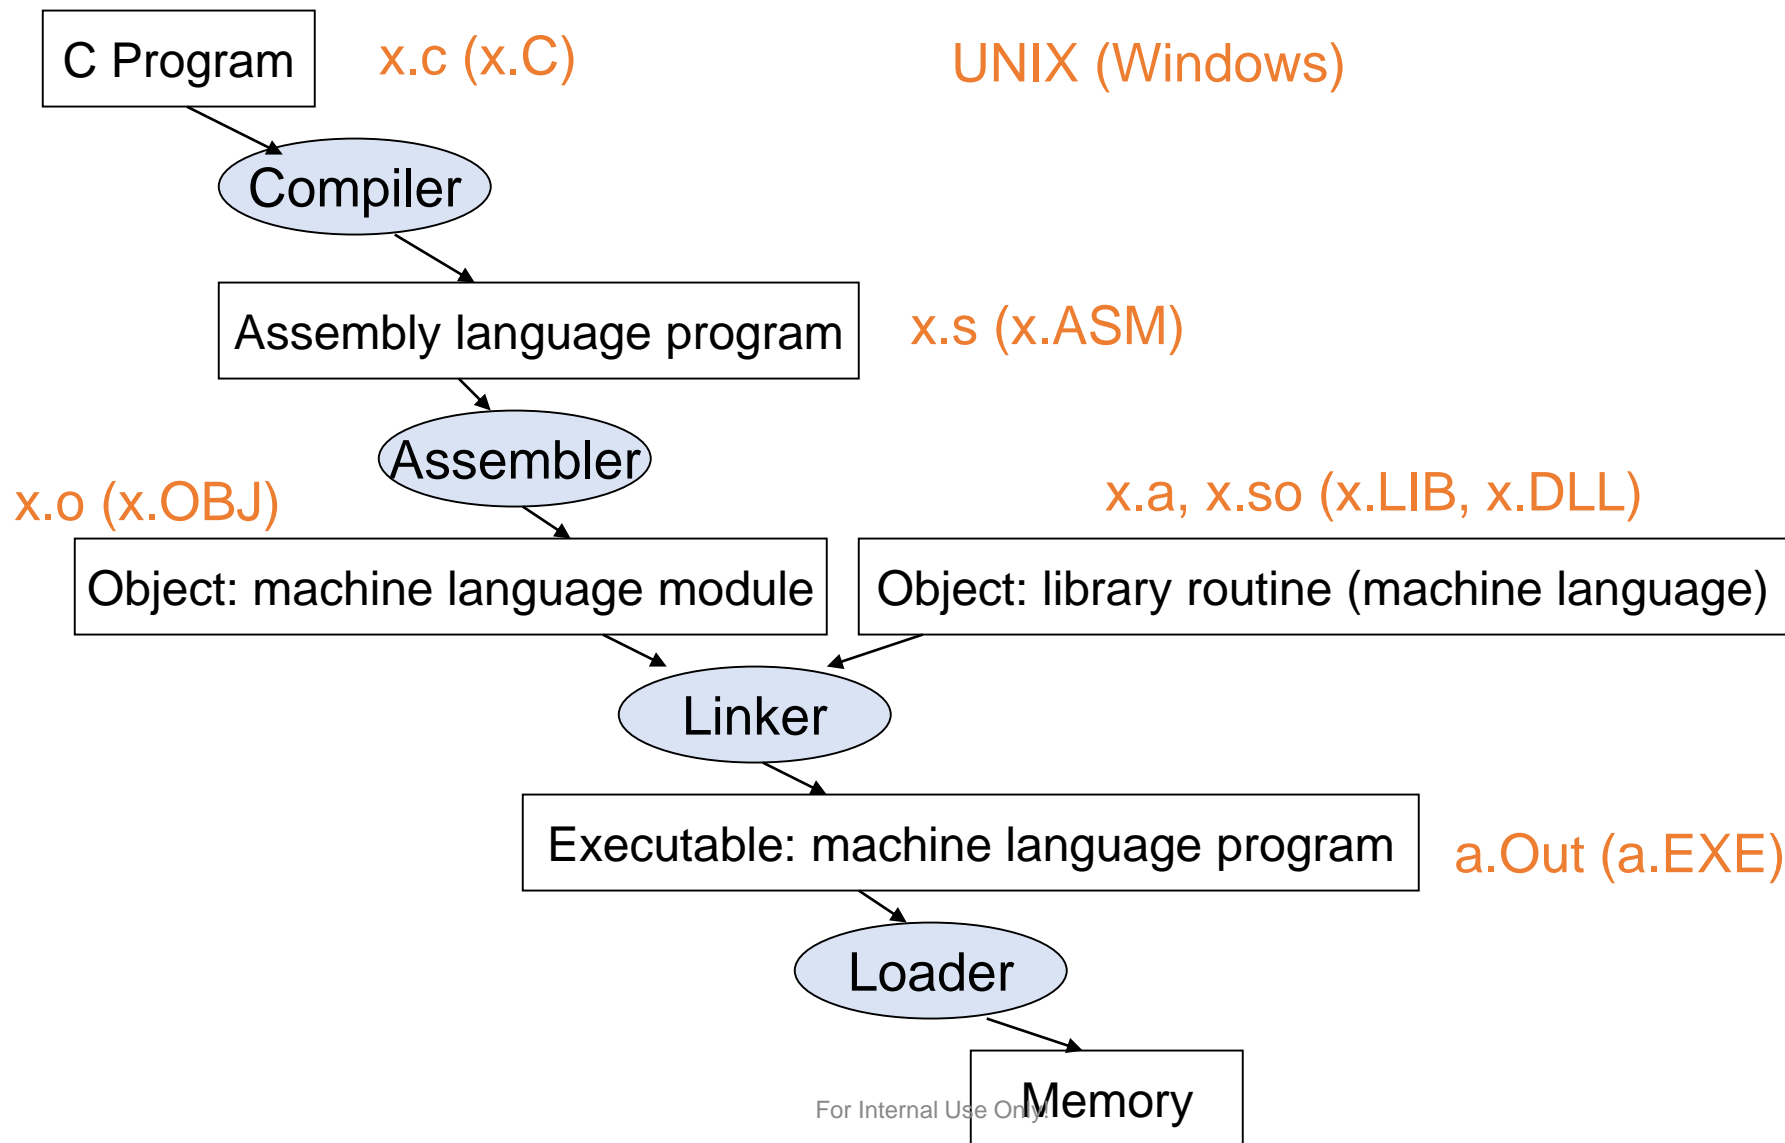 C Program
x.c (x.C)
UNIX (Windows)
Compiler
Assembly language program
x.s (x.ASM)
Assembler
x.o (x.OBJ)
x.a, x.so (x.LIB, x.DLL)
Object: machine language module
Object: library routine (machine language)
Linker
Executable: machine language program
a.Out (a.EXE)
Loader
Memory
For Internal Use Only!